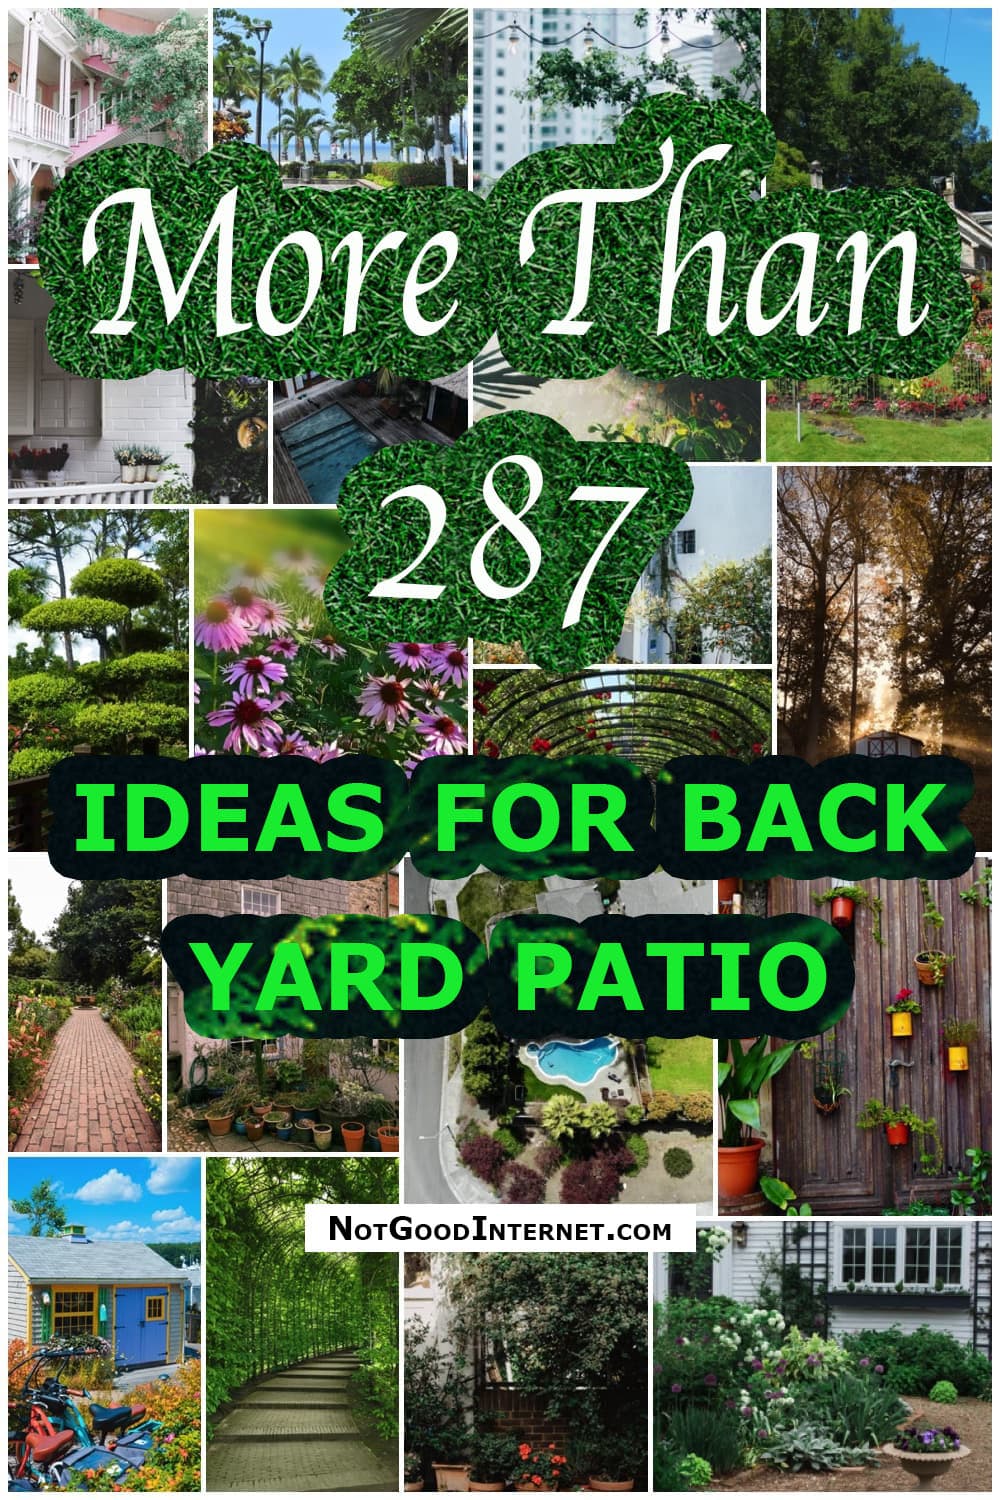 More Than
287
IDEAS FOR BACK
YARD PATIO
NotGoodInternet.com